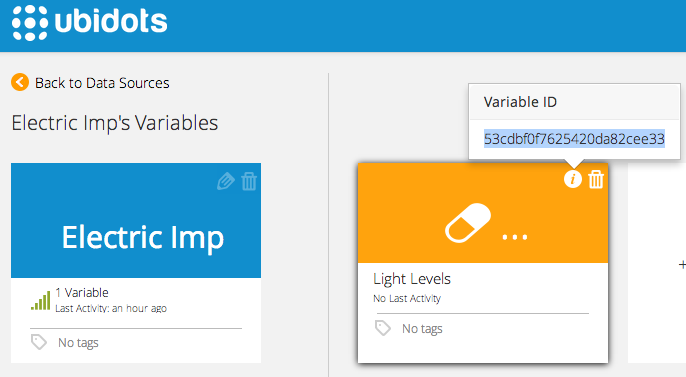 ubidots
Back to Data Sources
Electric Imp's Variables
Variable ID
53cdbf0f7625420da82cee33
Electric Imp
1 Variable
Last Activity: an hour ago
No tags
...
Light Levels
No Last Activity
No tags
+